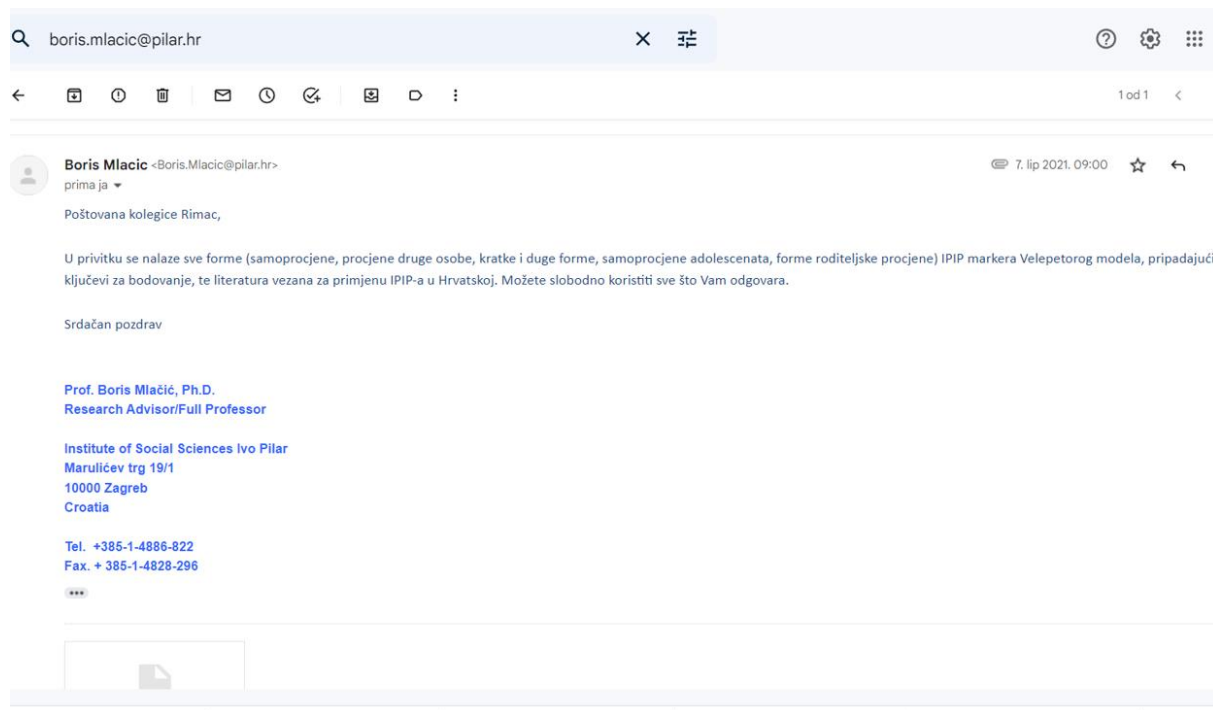 boris.mlacic@pilar.hr
1 od 1
Boris Mlacic <Boris.Mlacic@pilar.hr>
7. lip 2021. 09:00
prima ja
Poštovana kolegice Rimac,
U privitku se nalaze sve forme (samoprocjene, procjene druge osobe, kratke i duge forme, samoprocjene adolescenata, forme roditeljske procjene) IPIP markera Velepetorog modela, pripadajući
ključevi za bodovanje, te literatura vezana za primjenu IPIP-a u Hrvatskoj. Možete slobodno koristiti sve što Vam odgovara.
Srdačan pozdrav
Prof. Boris Mlačić, Ph.D.
Research Advisor/Full Professor
Institute of Social Sciences Ivo Pilar
Marulićev trg 19/1
10000 Zagreb
Croatia
Tel. +385-1-4886-822
Fax. + 385-1-4828-296